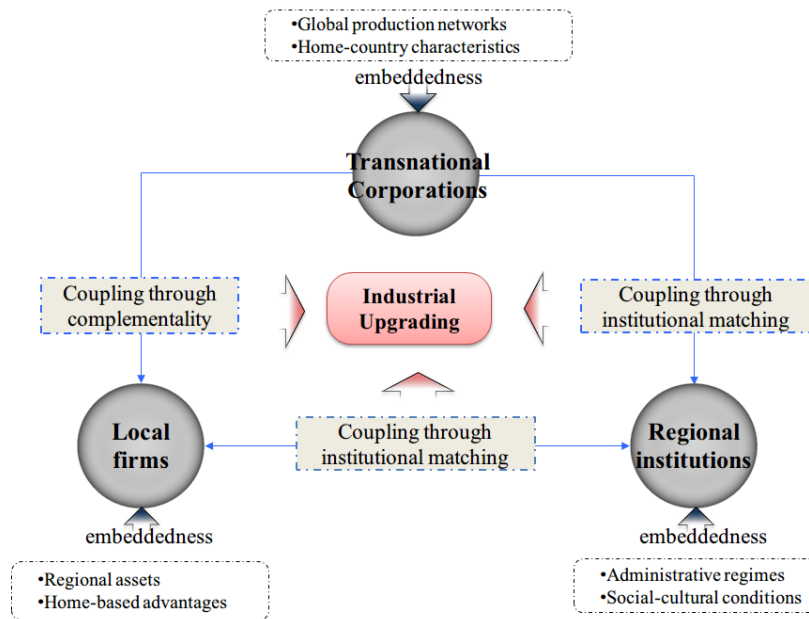 •Global production networks
•Home-country characteristics
embeddedness
Transnational
Corporations
Coupling through
complementality
Industrial
Upgrading
Coupling through
institutional matching
Local
firms
Coupling through
institutional matching
Regional
institutions
embeddedness
embeddedness
•Regional assets
•Home-based advantages
•Administrative regimes
•Social-cultural conditions